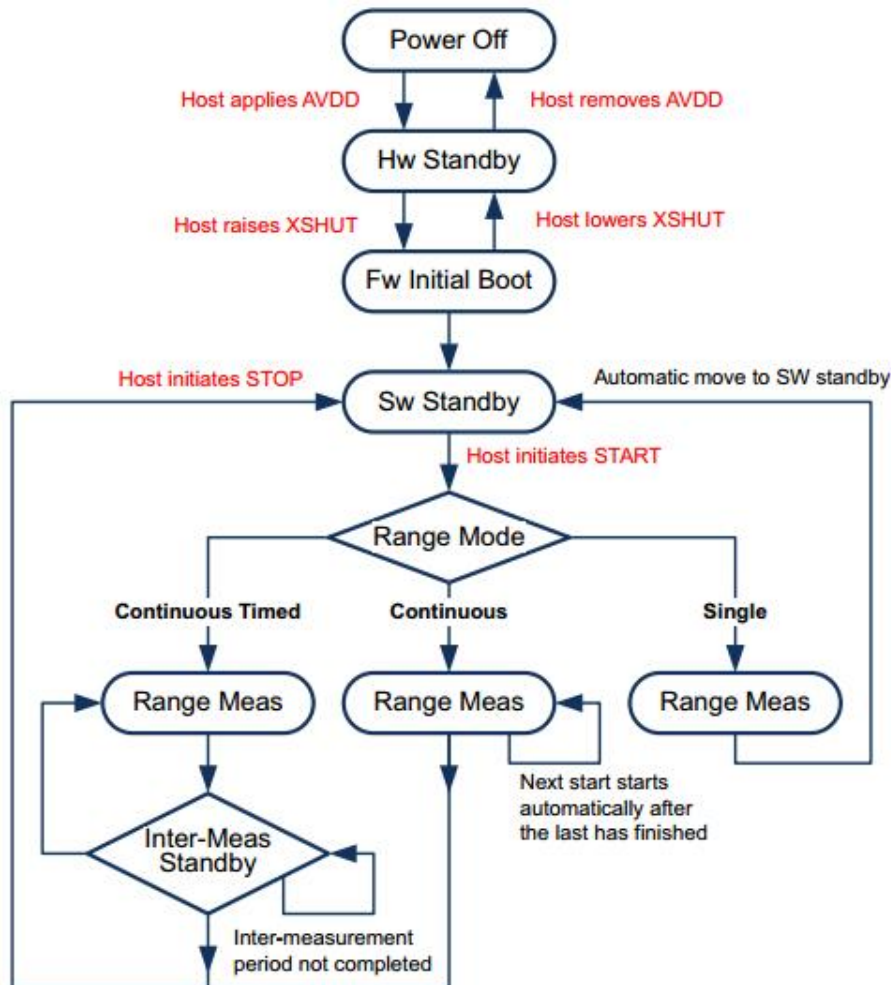 Power Off
Host applies AVDD
Host removes AVDD
Hw Standby
Host raises XSHUT
Host lowers XSHUT
Fw Initial Boot
Host initiates STOP
Automatic move to SW standby
Sw Standby
Host initiates START
Range Mode
Continuous Timed
Continuous
Single
Range Meas
Range Meas
Range Meas
Next start starts
automatically after
the last has finished
Inter-Meas
Standby
Inter-measurement
period not completed